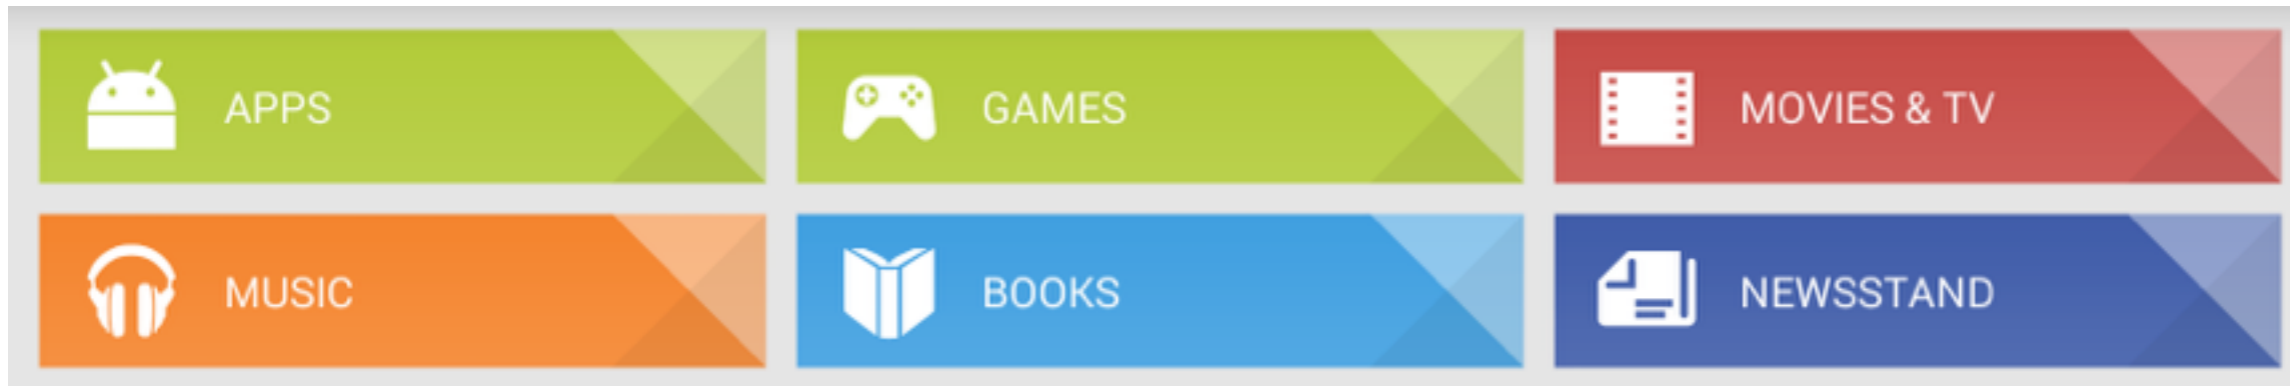 APPS
GAMES
MOVIES & TV
MUSIC
BOOKS
NEWSSTAND